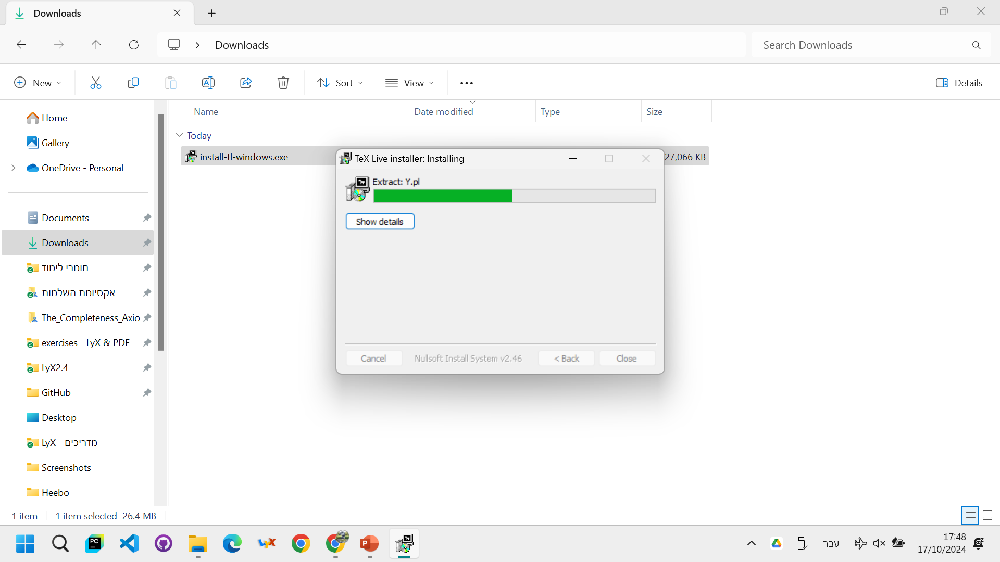 Downloads
Downloads
Search Downloads
New
Sort
View
Details
Name
Date modified
Type
Size
Home
Gallery
OneDrive - Personal
Documents
Downloads
חומרי לימוד
אקסיומת השלמות
The_Completeness_Axio
exercises - LyX & PDF
LyX2.4
GitHub
Desktop
LyX - מדריכים
Screenshots
Heebo
Today
install-tl-windows.exe
27,066 KB
TeX Live installer: Installing
Extract: Y.pl
Show details
Cancel
Nullsoft Install System v2.46
< Back
Close
1 item
1 item selected 26.4 MB
PC
P
עבר
17:48
17/10/2024